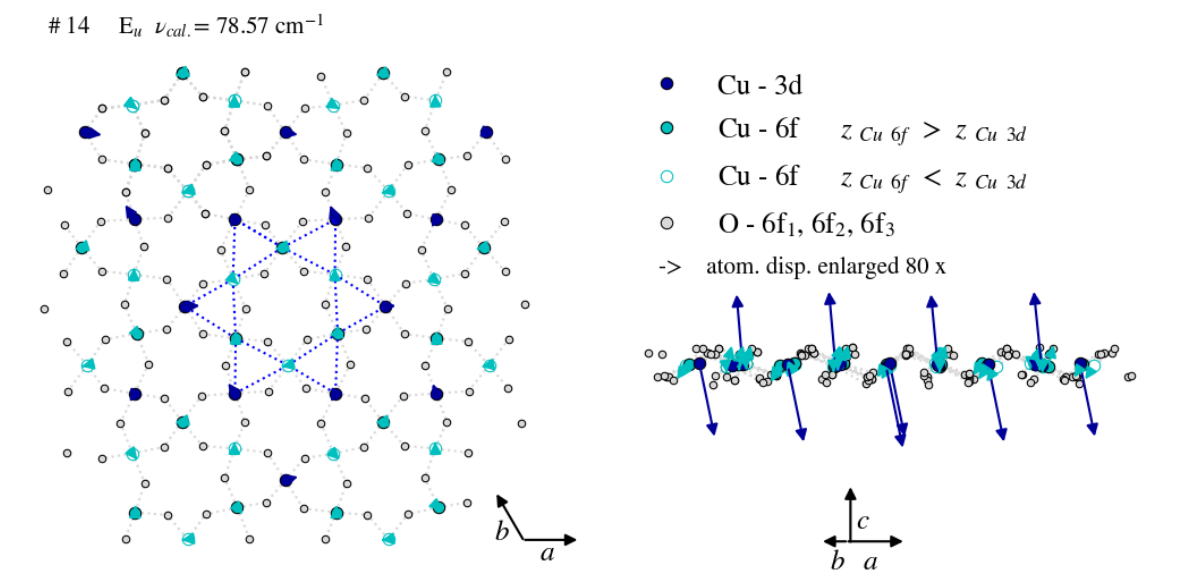 # 14 Eᵤ ν_cal. = 78.57 cm⁻¹
Cu - 3d
Cu - 6f z Cu 6f > z Cu 3d
Cu - 6f z Cu 6f < z Cu 3d
O - 6f₁, 6f₂, 6f₃
-> atom. disp. enlarged 80 x
b
a
c
b a